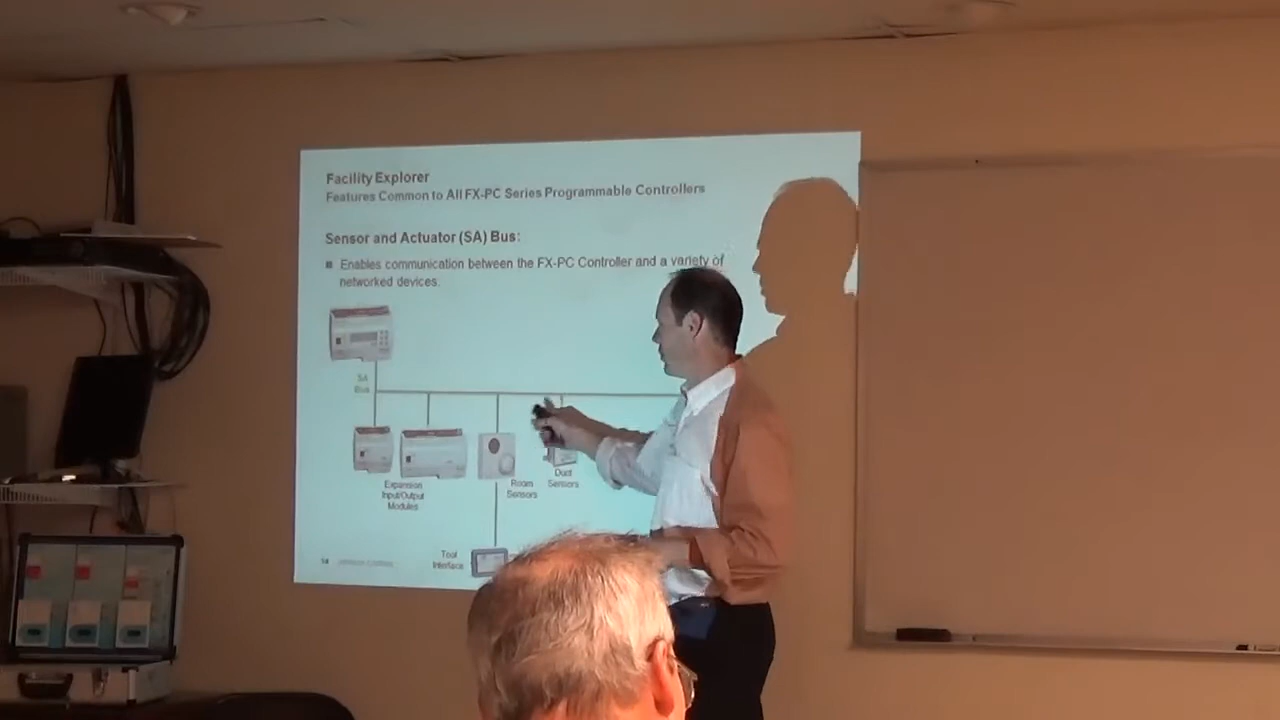 Facility Explorer
Features Common to All FX-PC Series Programmable Controllers
Sensor and Actuator (SA) Bus:
Enables communication between the FX-PC Controller and a variety of
networked devices.
SA
Bus
Expansion
Input/Output
Modules
Room
Sensors
Duct
Sensors
Tool
Interface
14